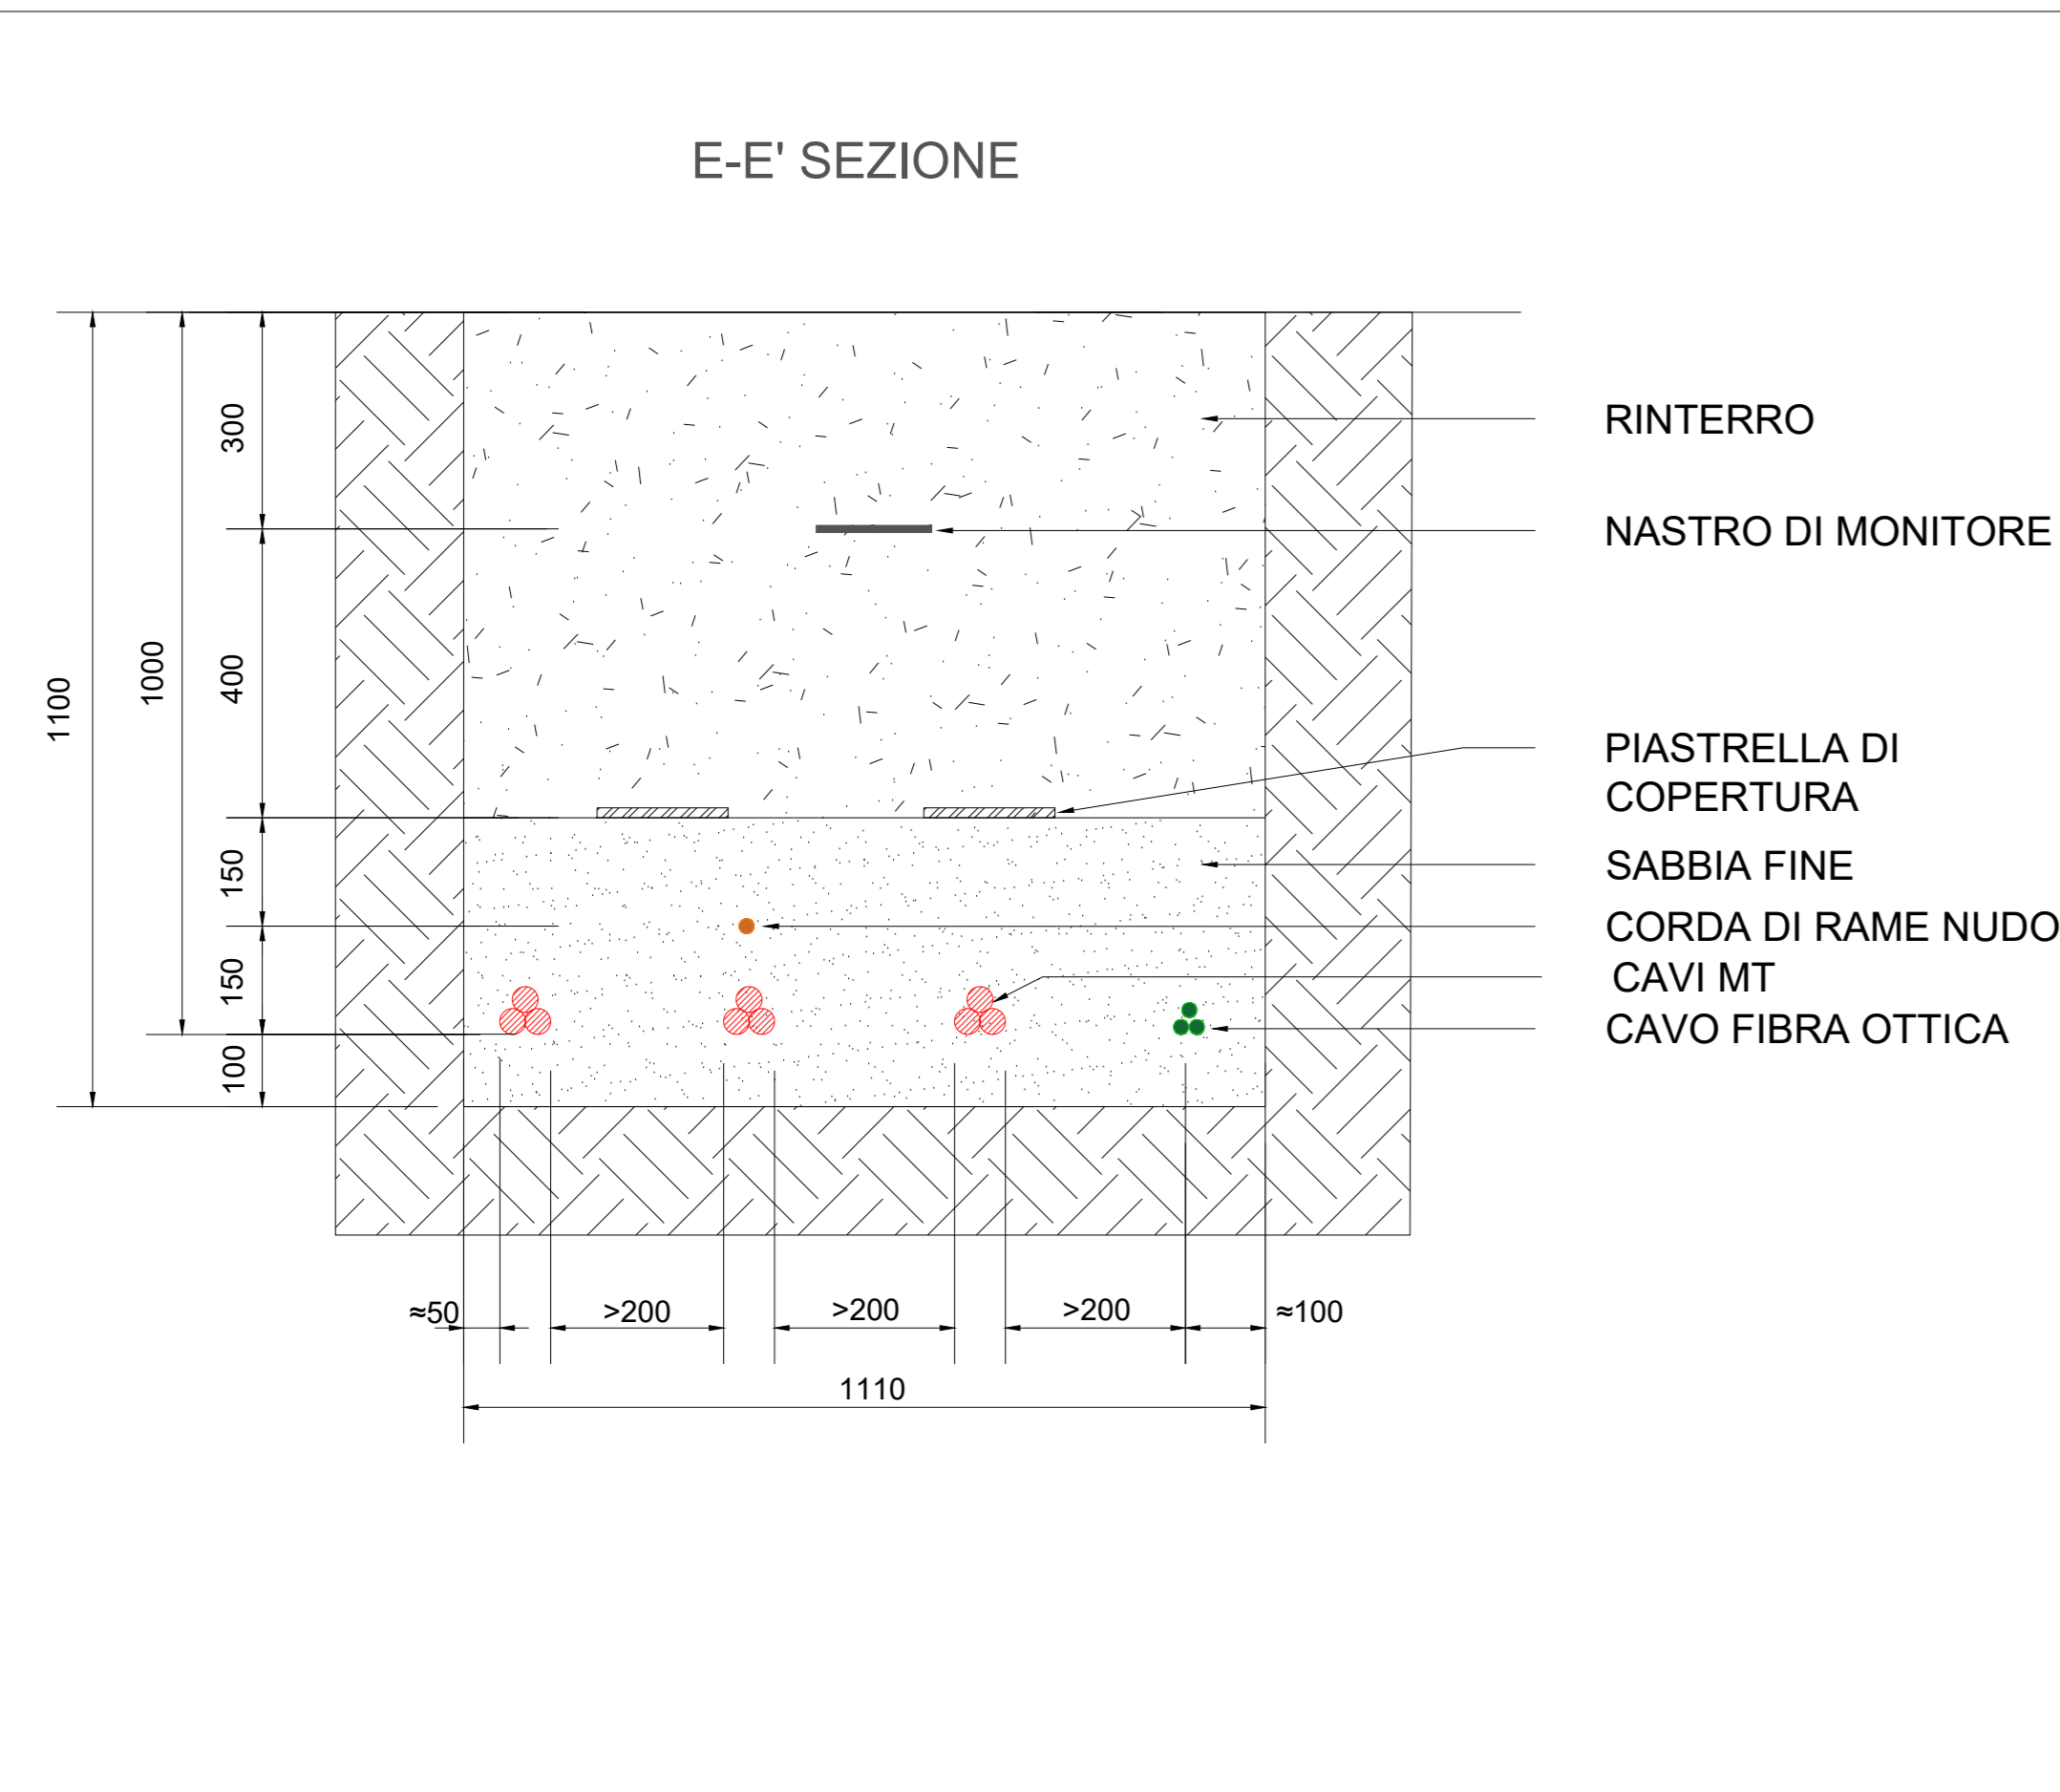 E-E' SEZIONE
300
RINTERRO
NASTRO DI MONITORE
400
1000
1100
PIASTRELLA DI
COPERTURA
150
SABBIA FINE
CORDA DI RAME NUDO
150
CAVI MT
CAVO FIBRA OTTICA
100
≈50
>200
>200
>200
≈100
1110